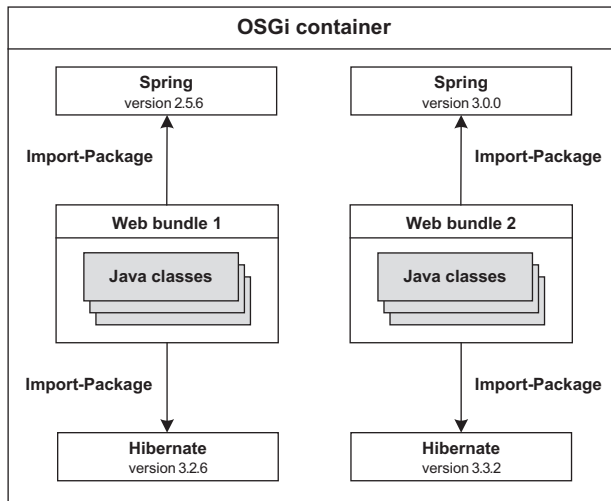 OSGi container
Spring
version 2.5.6
Spring
version 3.0.0
Import-Package
Import-Package
Web bundle 1
Java classes
Web bundle 2
Java classes
Import-Package
Import-Package
Hibernate
version 3.2.6
Hibernate
version 3.3.2